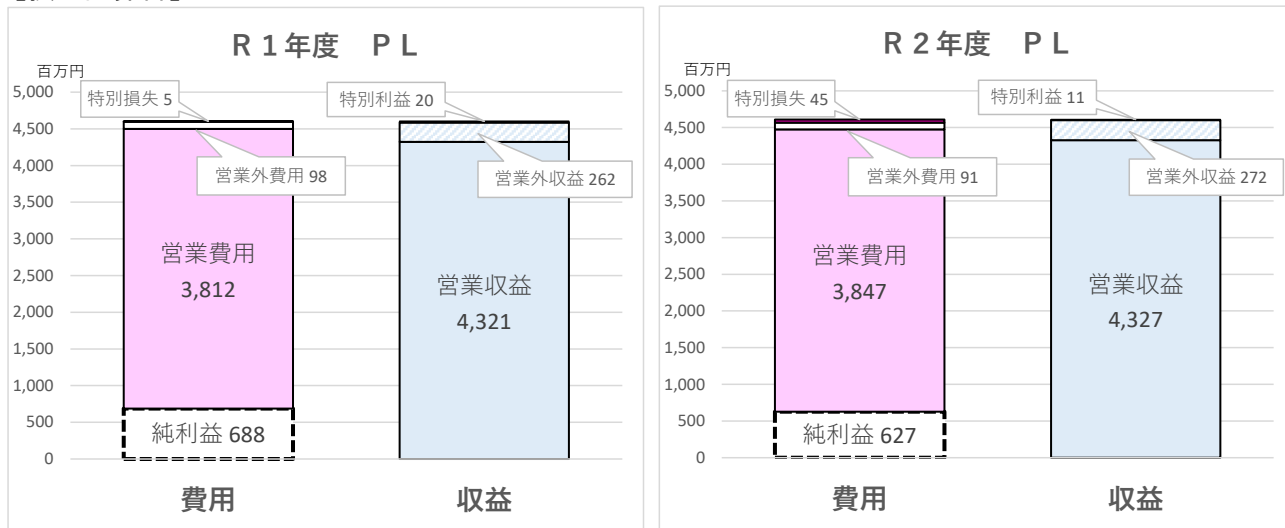 R1年度 PL
百万円
5,000
4,500
4,000
3,500
3,000
2,500
2,000
1,500
1,000
500
0
特別損失 5
特別利益 20
営業外費用 98
営業外収益 262
営業費用
3,812
営業収益
4,321
純利益 688
費用
収益
R2年度 PL
百万円
5,000
4,500
4,000
3,500
3,000
2,500
2,000
1,500
1,000
500
0
特別損失 45
特別利益 11
営業外費用 91
営業外収益 272
営業費用
3,847
営業収益
4,327
純利益 627
費用
収益